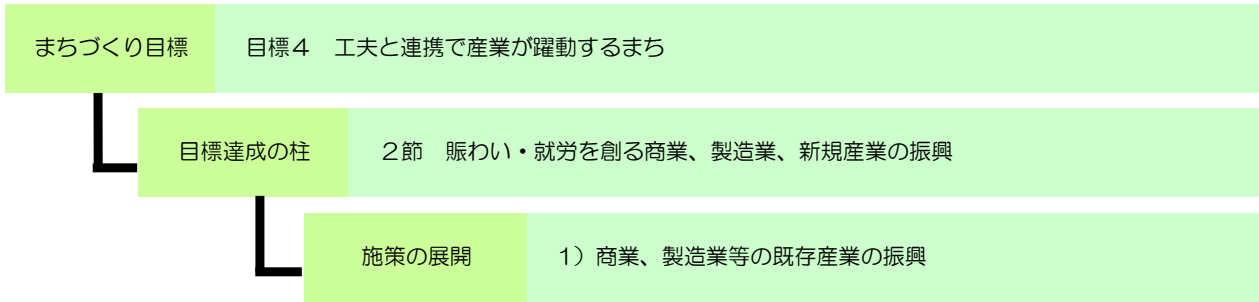 まちづくり目標　目標４　工夫と連携で産業が躍動するまち
目標達成の柱　２節　賑わい・就労を創る商業、製造業、新規産業の振興
施策の展開　1）商業、製造業等の既存産業の振興